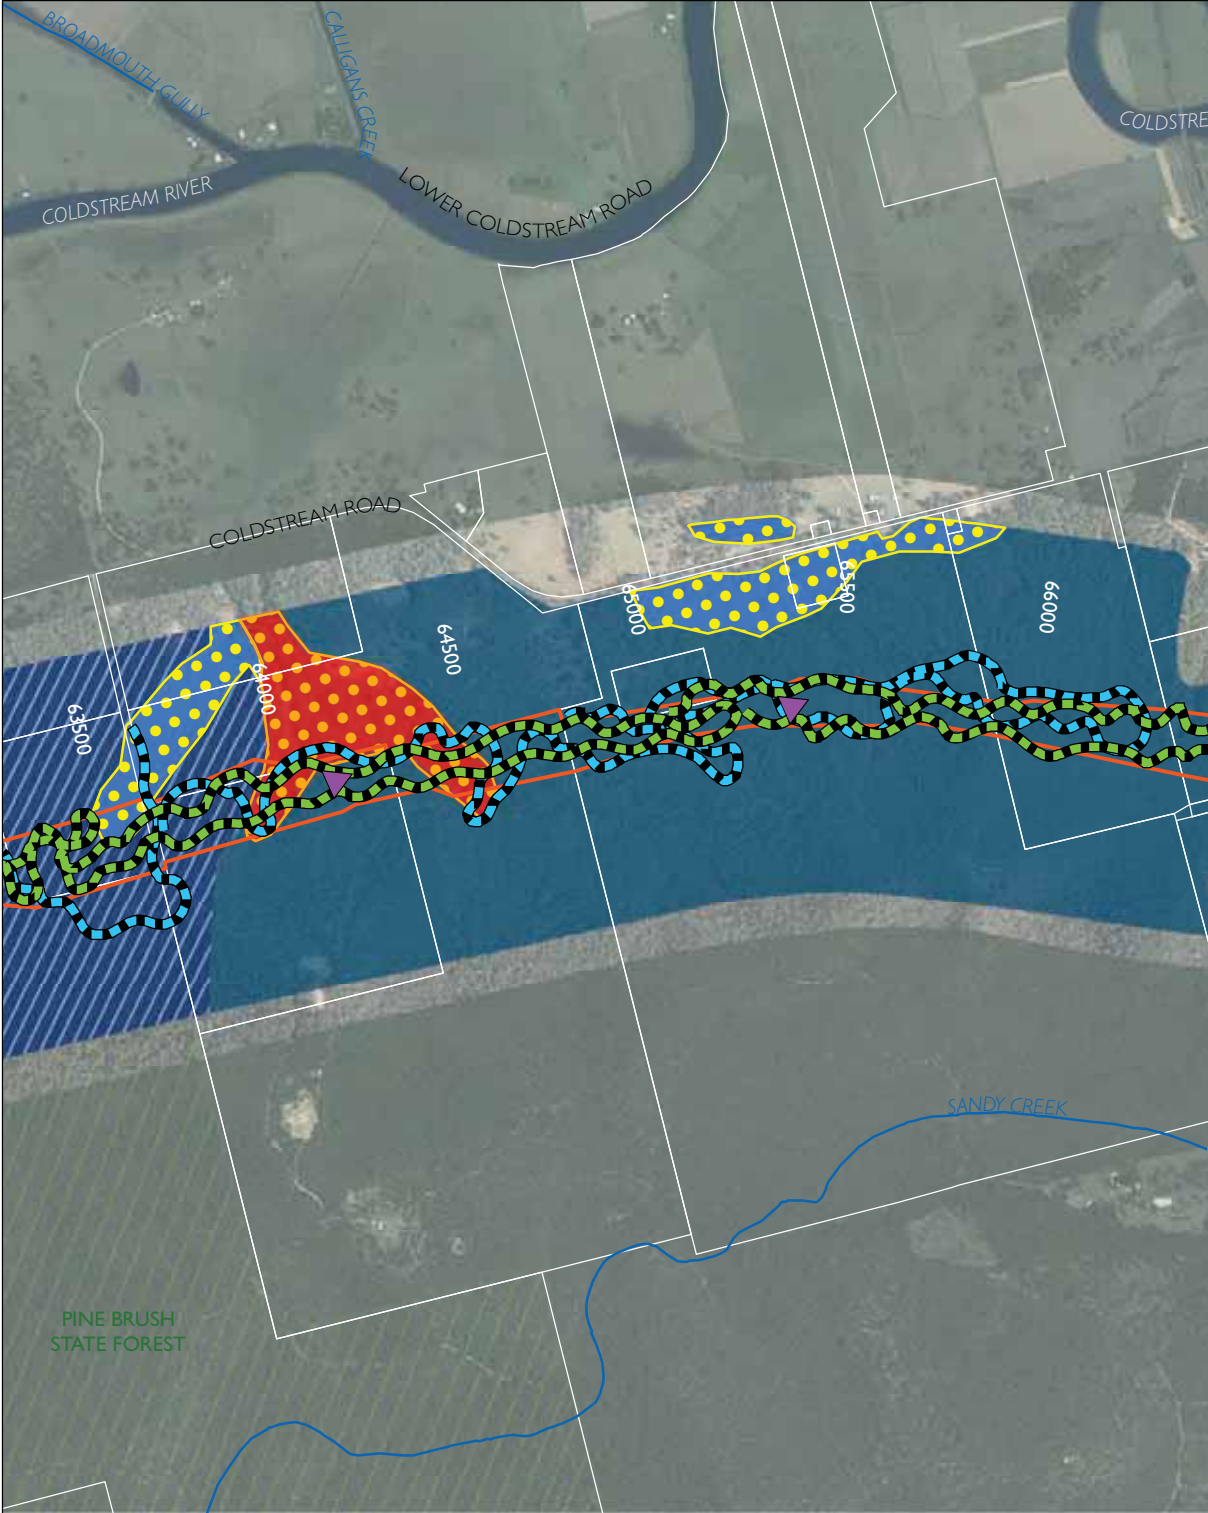 BROADMOUTH GULLY
CALLIGANS CREEK
COLDSTRE
COLDSTREAM RIVER
LOWER COLDSTREAM ROAD
COLDSTREAM ROAD
63500
64000
64500
65000
65500
66000
SANDY CREEK
PINE BRUSH
STATE FOREST